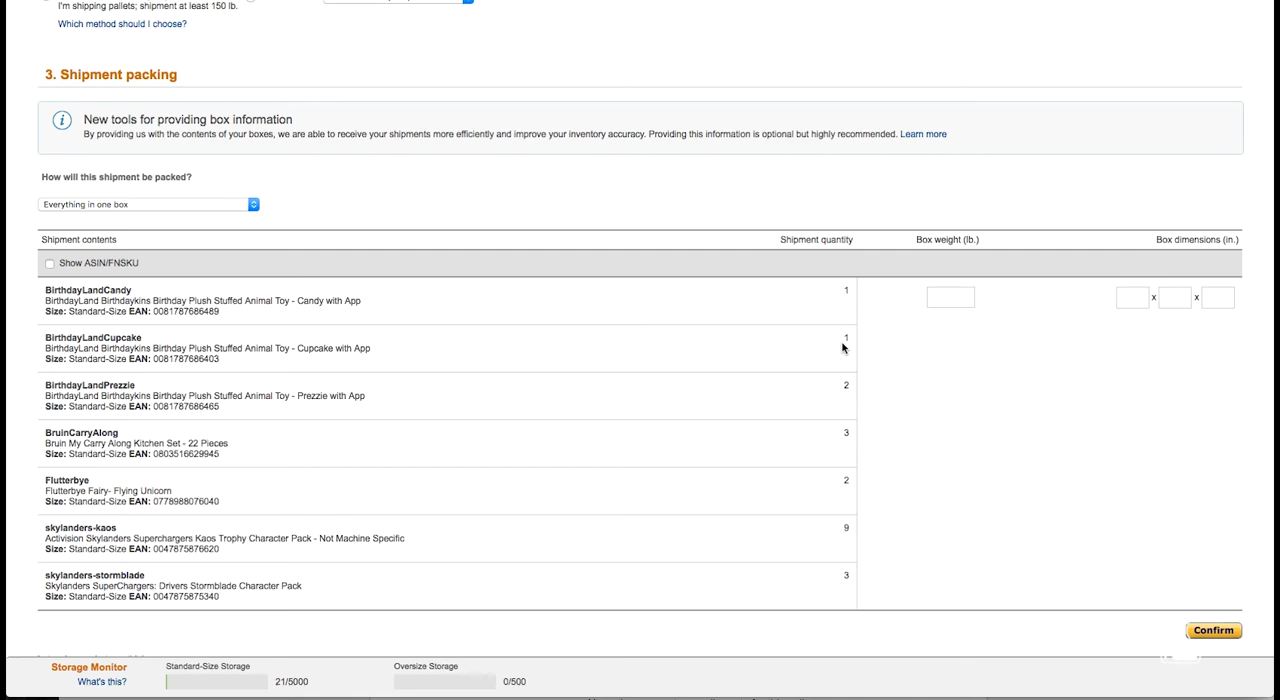 I'm shipping pallets; shipment at least 150 lb.
Which method should I choose?
3. Shipment packing
New tools for providing box information
By providing us with the contents of your boxes, we are able to receive your shipments more efficiently and improve your inventory accuracy. Providing this information is optional but highly recommended. Learn more
How will this shipment be packed?
Everything in one box
Shipment contents Shipment quantity Box weight (lb.) Box dimensions (in.)
Show ASIN/FNSKU
BirthdayLandCandy 1
BirthdayLand Birthdaykins Birthday Plush Stuffed Animal Toy - Candy with App x x
Size: Standard-Size EAN: 0081787686489
BirthdayLandCupcake 1
BirthdayLand Birthdaykins Birthday Plush Stuffed Animal Toy - Cupcake with App
Size: Standard-Size EAN: 0081787686403
BirthdayLandPrezzie 2
BirthdayLand Birthdaykins Birthday Plush Stuffed Animal Toy - Prezzie with App
Size: Standard-Size EAN: 0081787686465
BruinCarryAlong 3
Bruin My Carry Along Kitchen Set - 22 Pieces
Size: Standard-Size EAN: 0803516629945
Flutterbye 2
Flutterbye Fairy- Flying Unicorn
Size: Standard-Size EAN: 0778988076040
skylanders-kaos 9
Activision Skylanders Superchargers Kaos Trophy Character Pack - Not Machine Specific
Size: Standard-Size EAN: 0047875876620
skylanders-stormblade 3
Skylanders SuperChargers: Drivers Stormblade Character Pack
Size: Standard-Size EAN: 0047875875340
Confirm
Storage Monitor Standard-Size Storage Oversize Storage
What's this? 21/5000 0/500